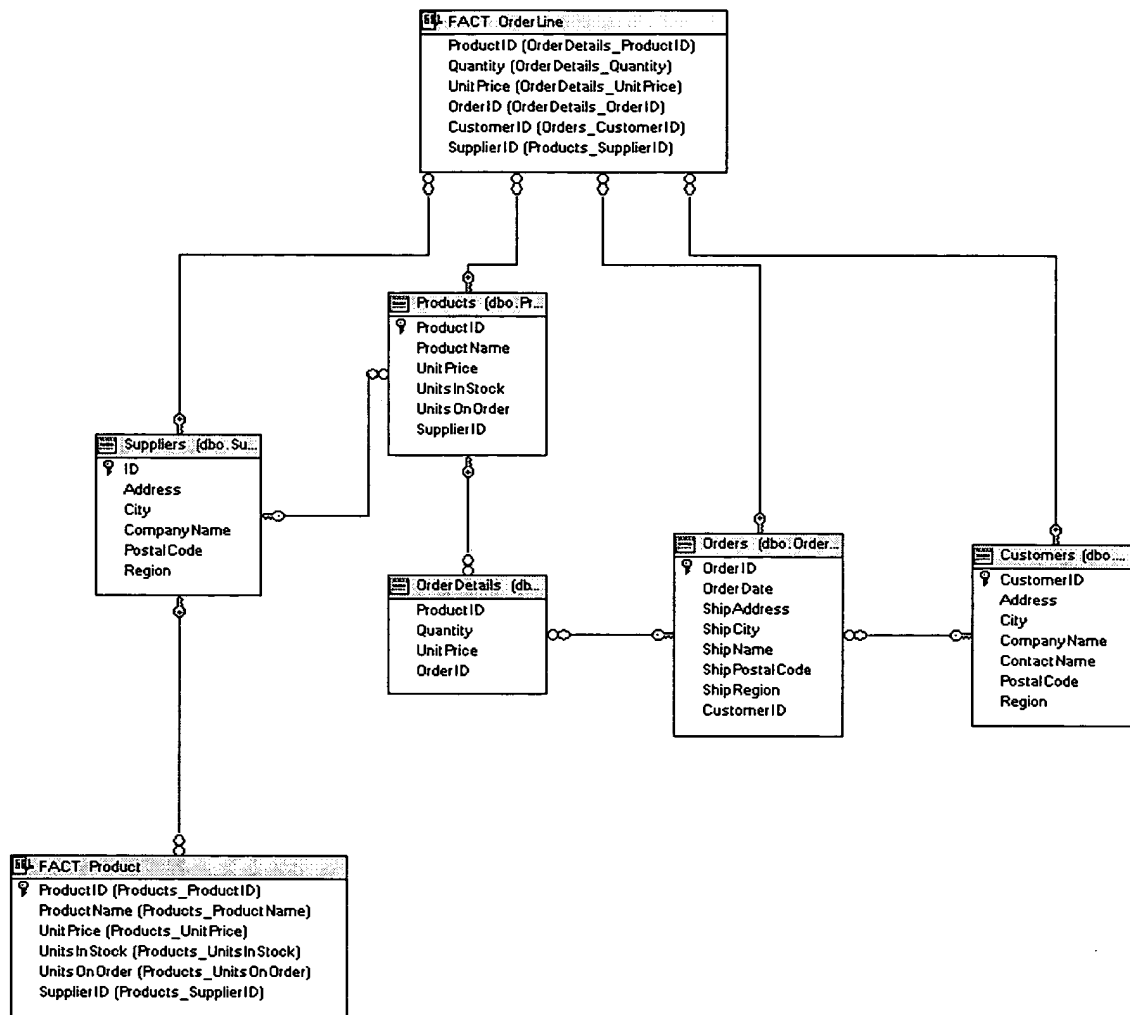 FACT OrderLine
ProductID (OrderDetails_ProductID)
Quantity (OrderDetails_Quantity)
UnitPrice (OrderDetails_UnitPrice)
OrderID (OrderDetails_OrderID)
CustomerID (Orders_CustomerID)
SupplierID (Products_SupplierID)
Products (dbo.Pr...
ProductID
ProductName
UnitPrice
UnitsInStock
UnitsOnOrder
SupplierID
Suppliers (dbo.Su...
ID
Address
City
CompanyName
PostalCode
Region
OrderDetails (db...
ProductID
Quantity
UnitPrice
OrderID
Orders (dbo.Order...
OrderID
OrderDate
ShipAddress
ShipCity
ShipName
ShipPostalCode
ShipRegion
CustomerID
Customers (dbo....
CustomerID
Address
City
CompanyName
ContactName
PostalCode
Region
FACT Product
ProductID (Products_ProductID)
ProductName (Products_ProductName)
UnitPrice (Products_UnitPrice)
UnitsInStock (Products_UnitsInStock)
UnitsOnOrder (Products_UnitsOnOrder)
SupplierID (Products_SupplierID)